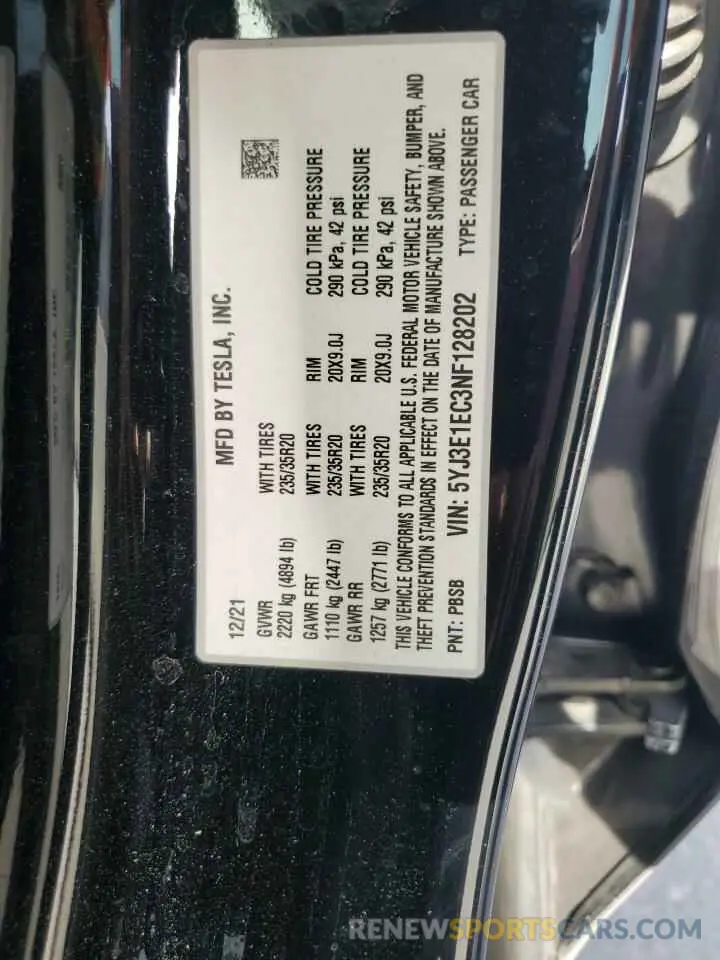 MFD BY TESLA, INC.
12/21
GVWR WITH TIRES
2220 kg (4894 lb) 235/35R20
GAWR FRT WITH TIRES RIM COLD TIRE PRESSURE
1110 kg (2447 lb) 235/35R20 20X9.0J 290 kPa, 42 psi
GAWR RR WITH TIRES RIM COLD TIRE PRESSURE
1257 kg (2771 lb) 235/35R20 20X9.0J 290 kPa, 42 psi
THIS VEHICLE CONFORMS TO ALL APPLICABLE U.S. FEDERAL MOTOR VEHICLE SAFETY, BUMPER, AND
THEFT PREVENTION STANDARDS IN EFFECT ON THE DATE OF MANUFACTURE SHOWN ABOVE.
PNT: PBSB VIN: 5YJ3E1EC3NF128202 TYPE: PASSENGER CAR
RENEWSPORTSCARS.COM